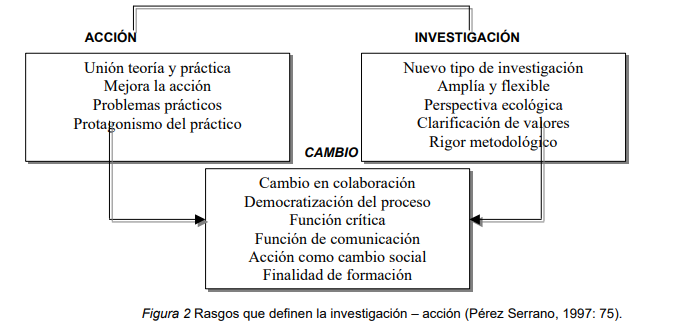 ACCIÓN
Unión teoría y práctica
Mejora la acción
Problemas prácticos
Protagonismo del práctico
INVESTIGACIÓN
Nuevo tipo de investigación
Amplía y flexible
Perspectiva ecológica
Clarificación de valores
Rigor metodológico
CAMBIO
Cambio en colaboración
Democratización del proceso
Función crítica
Función de comunicación
Acción como cambio social
Finalidad de formación
Figura 2 Rasgos que definen la investigación – acción (Pérez Serrano, 1997: 75).